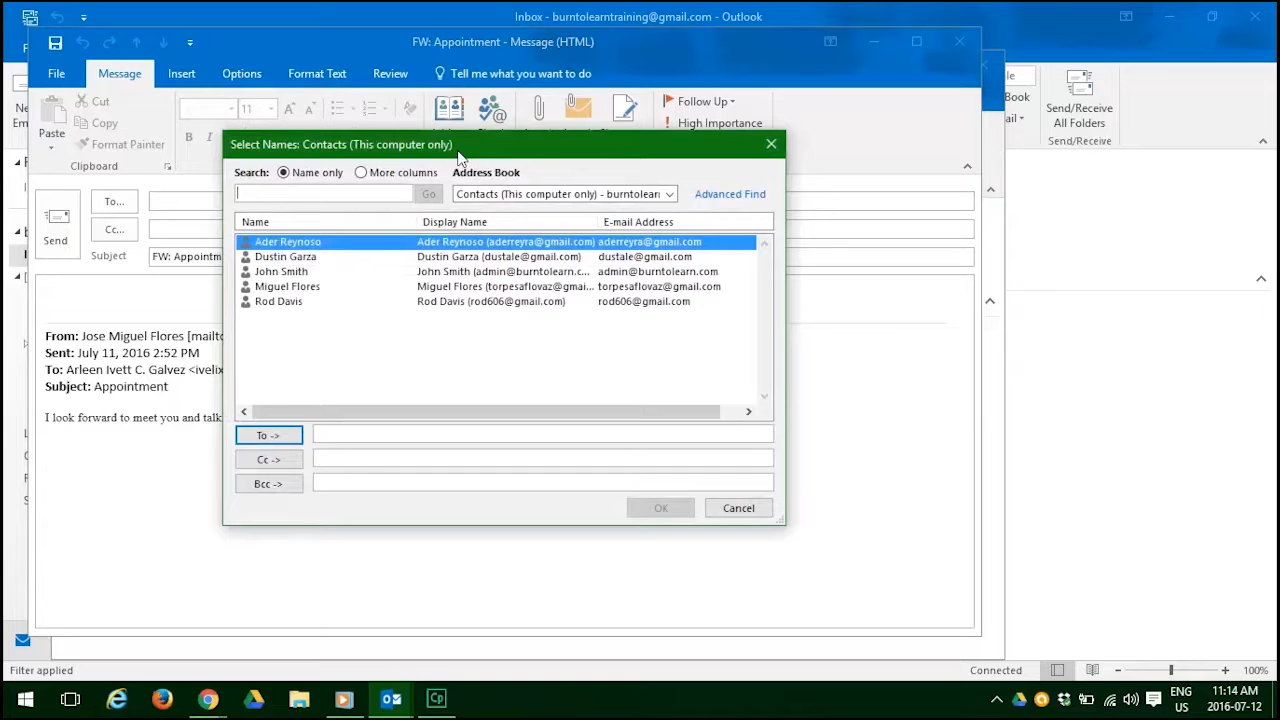 Inbox - burntolearntraining@gmail.com - Outlook
FW: Appointment - Message (HTML)
File Message Insert Options Format Text Review Tell me what you want to do
Paste
Cut
Copy
Format Painter
Clipboard
11
B I
Follow Up
High Importance
Send/Receive
All Folders
Send/Receive
Book
Select Names: Contacts (This computer only)
Search: Name only More columns Address Book
Go Contacts (This computer only) - burntolearn Advanced Find
Name Display Name E-mail Address
Ader Reynoso Ader Reynoso (aderreyra@gmail.com) aderreyra@gmail.com
Dustin Garza Dustin Garza (dustale@gmail.com) dustale@gmail.com
John Smith John Smith (admin@burntolearn.c... admin@burntolearn.com
Miguel Flores Miguel Flores (torpesaflovaz@gmai... torpesaflovaz@gmail.com
Rod Davis Rod Davis (rod606@gmail.com) rod606@gmail.com
To ->
Cc ->
Bcc ->
OK Cancel
Send
To...
Cc...
Subject FW: Appointm
From: Jose Miguel Flores [mailto
Sent: July 11, 2016 2:52 PM
To: Arleen Ivett C. Galvez <ivelix
Subject: Appointment
I look forward to meet you and talk
Filter applied Connected 100%
Cp
ENG
US
11:14 AM
2016-07-12